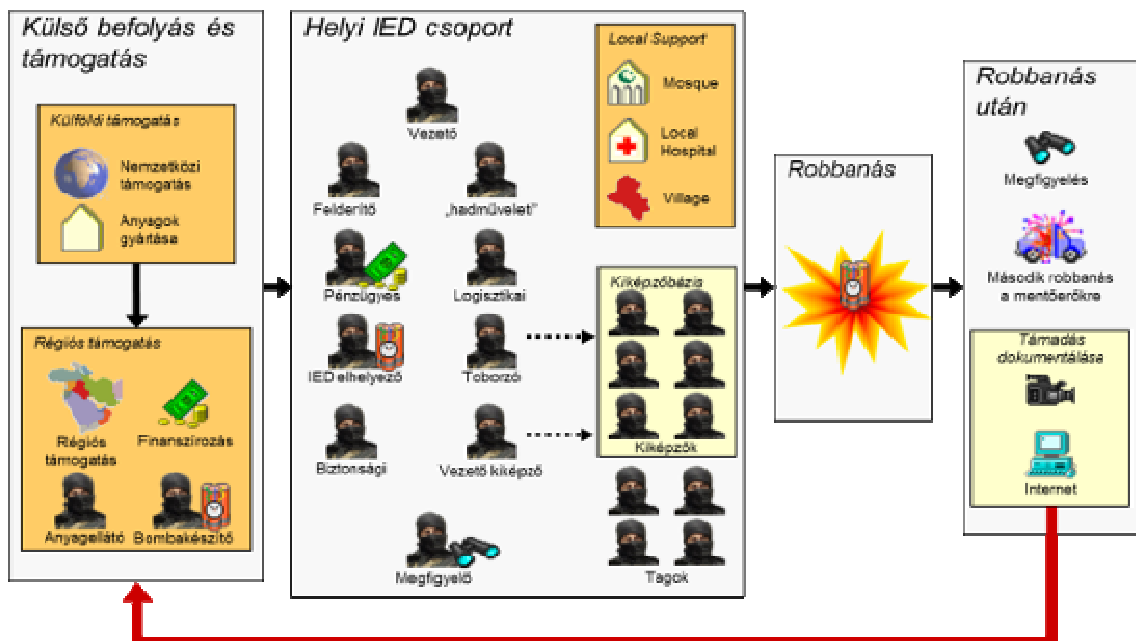 Külső befolyás és
támogatás
Külföldi támogatás
Nemzetközi
támogatás
Anyagok
gyártása
Régiós támogatás
Régiós
támogatás
Finanszírozás
Anyagellátó
Bombakészítő
Helyi IED csoport
Vezető
Felderítő
„hadműveleti"
Pénzügyes
Logisztikai
IED elhelyező
Toborzó
Biztonsági
Vezető kiképző
Megfigyelő
Local Support
Mosque
Local
Hospital
Village
Kiképzőbázis
Kiképzők
Tagok
Robbanás
Robbanás
után
Megfigyelés
Második robbanás
a mentőerőkre
Támadás
dokumentálása
Internet